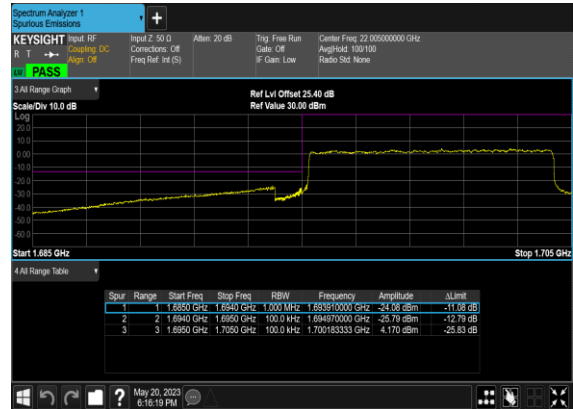 Spectrum Analyzer 1
Spurious Emissions
KEYSIGHT Input: RF Input Z: 50 Ω Atten: 20 dB Trig: Free Run Center Freq: 22.005000000 GHz
R T Coupling: DC Corrections: Off Gate: Off Avg|Hold: 100/100
Align: Off Freq Ref: Int (S) IF Gain: Low Radio Std: None
LXI PASS
3 All Range Graph
Ref Lvl Offset 25.40 dB
Scale/Div 10.0 dB Ref Value 30.00 dBm
Log
20.0
10.0
0.00
-10.0
-20.0
-30.0
-40.0
-50.0
-60.0
Start 1.685 GHz Stop 1.705 GHz
4 All Range Table
Spur Range Start Freq Stop Freq RBW Frequency Amplitude ΔLimit
1 1 1.6850 GHz 1.6940 GHz 1.000 MHz 1.693910000 GHz -24.08 dBm -11.08 dB
2 2 1.6940 GHz 1.6950 GHz 100.0 kHz 1.694970000 GHz -25.79 dBm -12.79 dB
3 3 1.6950 GHz 1.7050 GHz 100.0 kHz 1.700183333 GHz 4.170 dBm -25.83 dB
? May 20, 2023
6:16:19 PM